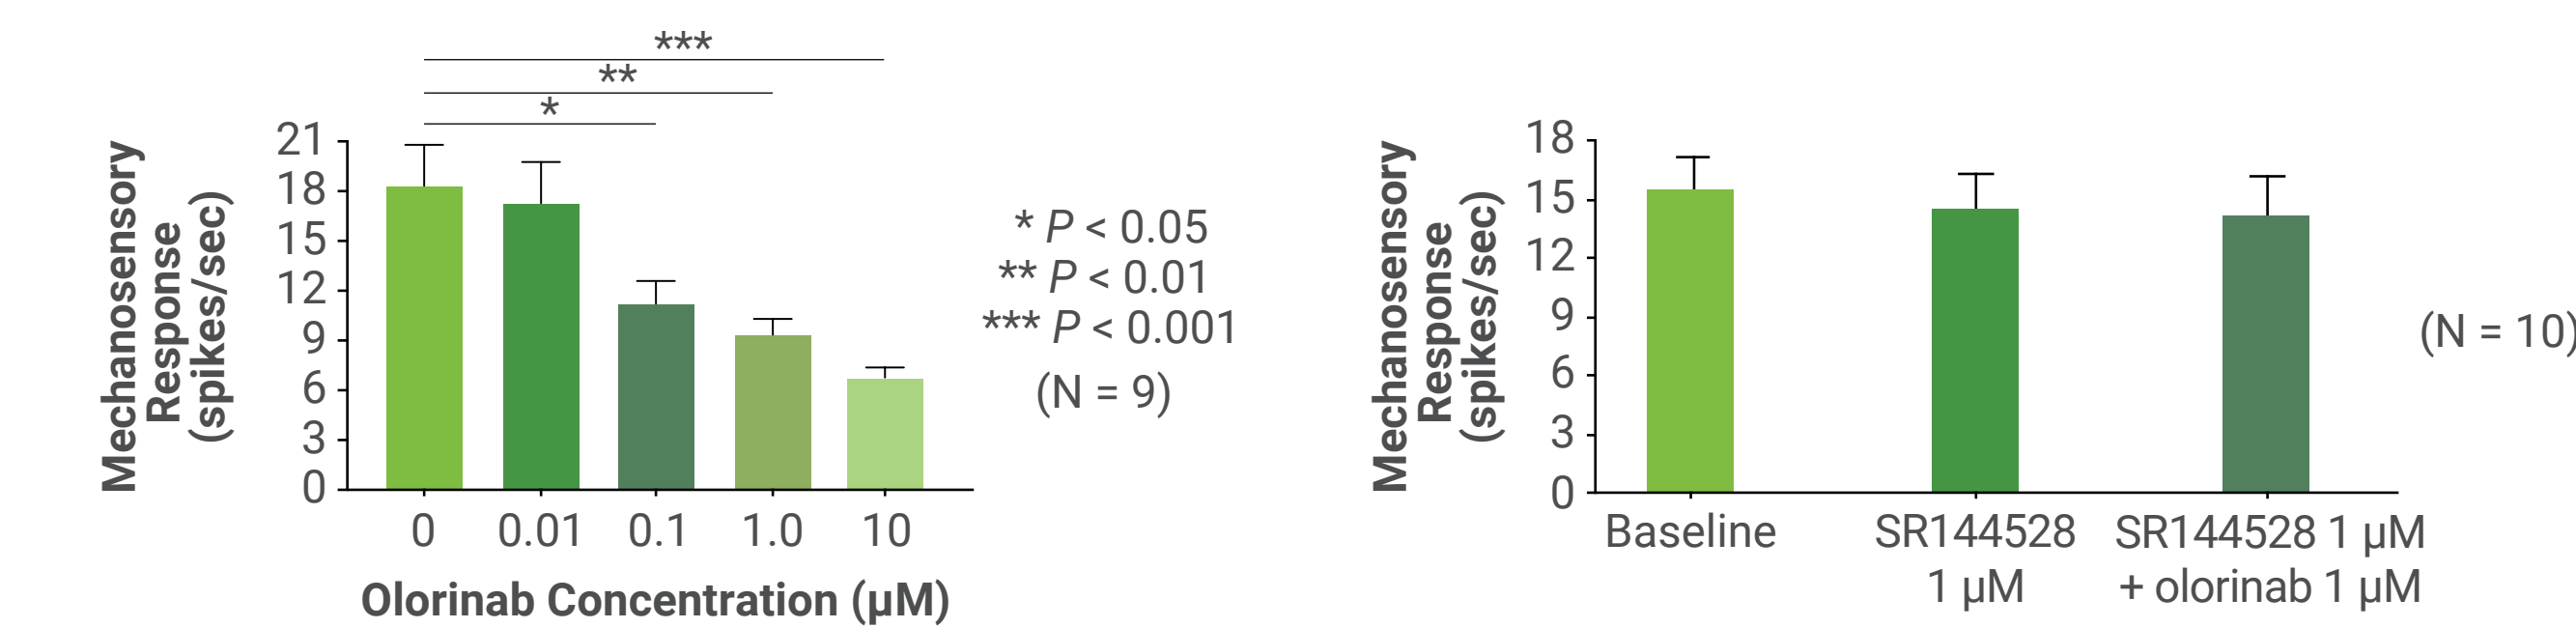 ***
**
*
Mechanosensory
Response
(spikes/sec)
21
18
15
12
9
6
3
0
0 0.01 0.1 1.0 10
Olorinab Concentration (µM)
* P < 0.05
** P < 0.01
*** P < 0.001
(N = 9)
Mechanosensory
Response
(spikes/sec)
18
15
12
9
6
3
0
Baseline
SR144528
1 µM
SR144528 1 µM
+ olorinab 1 µM
(N = 10)